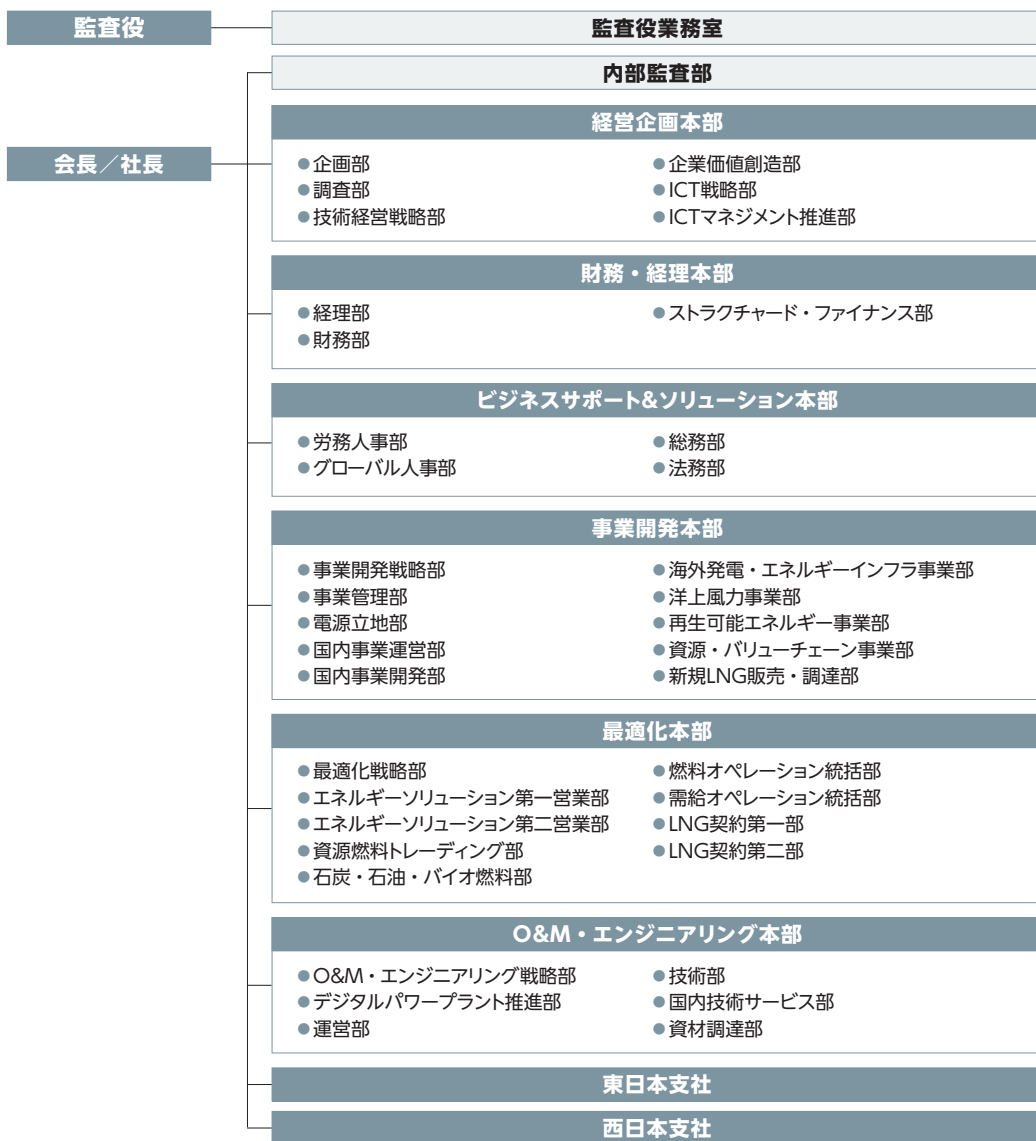 監査役
監査役業務室
内部監査部
会長／社長
経営企画本部
●企画部
●調査部
●技術経営戦略部
●企業価値創造部
●ICT戦略部
●ICTマネジメント推進部
財務・経理本部
●経理部
●財務部
●ストラクチャード・ファイナンス部
ビジネスサポート&ソリューション本部
●労務人事部
●グローバル人事部
●総務部
●法務部
事業開発本部
●事業開発戦略部
●事業管理部
●電源立地部
●国内事業運営部
●国内事業開発部
●海外発電・エネルギーインフラ事業部
●洋上風力事業部
●再生可能エネルギー事業部
●資源・バリューチェーン事業部
●新規LNG販売・調達部
最適化本部
●最適化戦略部
●エネルギーソリューション第一営業部
●エネルギーソリューション第二営業部
●資源燃料トレーディング部
●石炭・石油・バイオ燃料部
●燃料オペレーション統括部
●需給オペレーション統括部
●LNG契約第一部
●LNG契約第二部
O&M・エンジニアリング本部
●O&M・エンジニアリング戦略部
●デジタルパワープラント推進部
●運営部
●技術部
●国内技術サービス部
●資材調達部
東日本支社
西日本支社